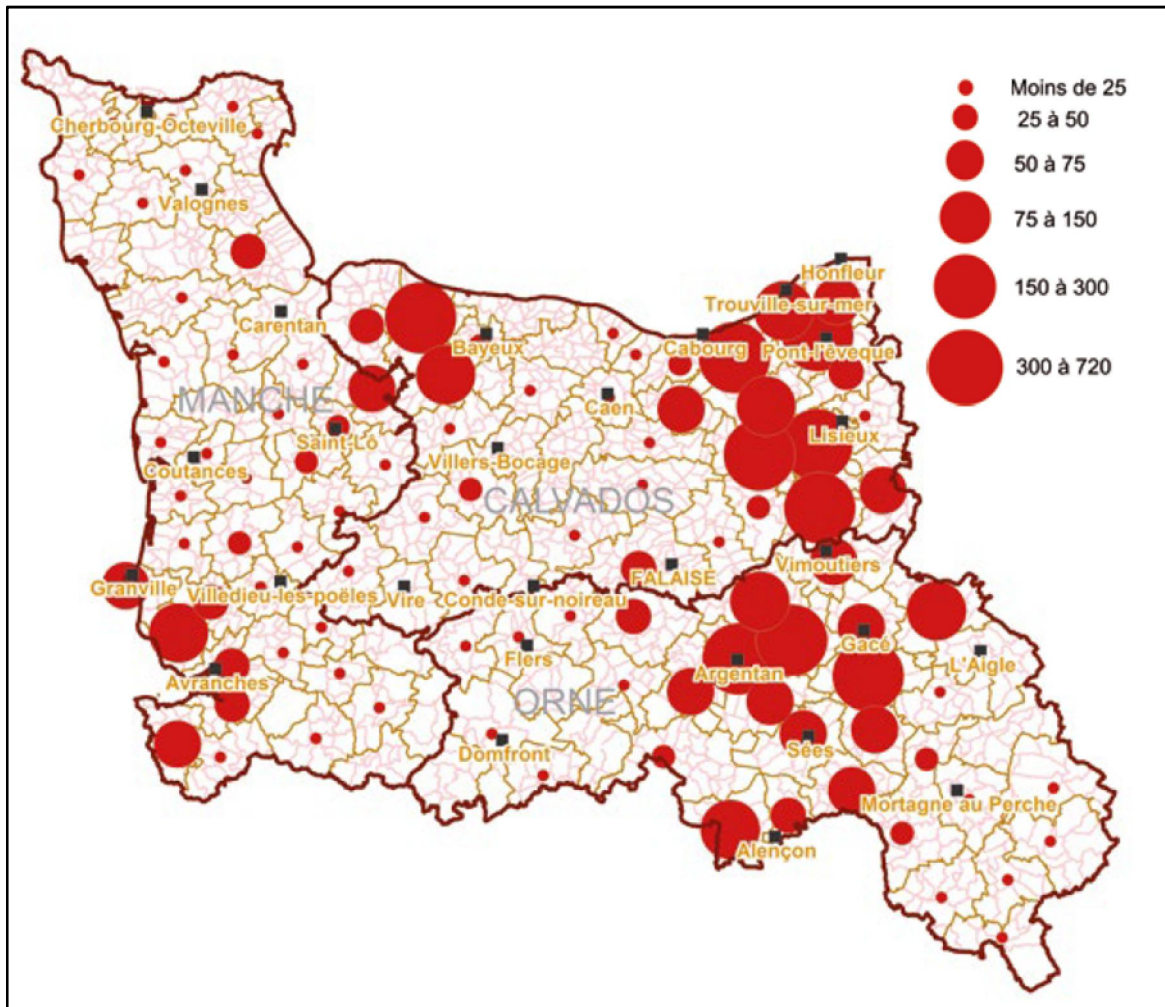 Moins de 25
25 à 50
50 à 75
75 à 150
150 à 300
300 à 720
Cherbourg-Octeville
Valognes
Carentan
MANCHE
Saint-Lô
Coutances
Granville
Villedieu-les-poëles
Avranches
Bayeux
Caen
Cabourg
Honfleur
Trouville-sur-mer
Pont-l'éveque
Lisieux
Villers-Bocage
CALVADOS
FALAISE
Vire
Conde-sur-noireau
Vimoutiers
Flers
Argentan
Gacé
L'Aigle
ORNE
Domfront
Sées
Mortagne au Perche
Alençon